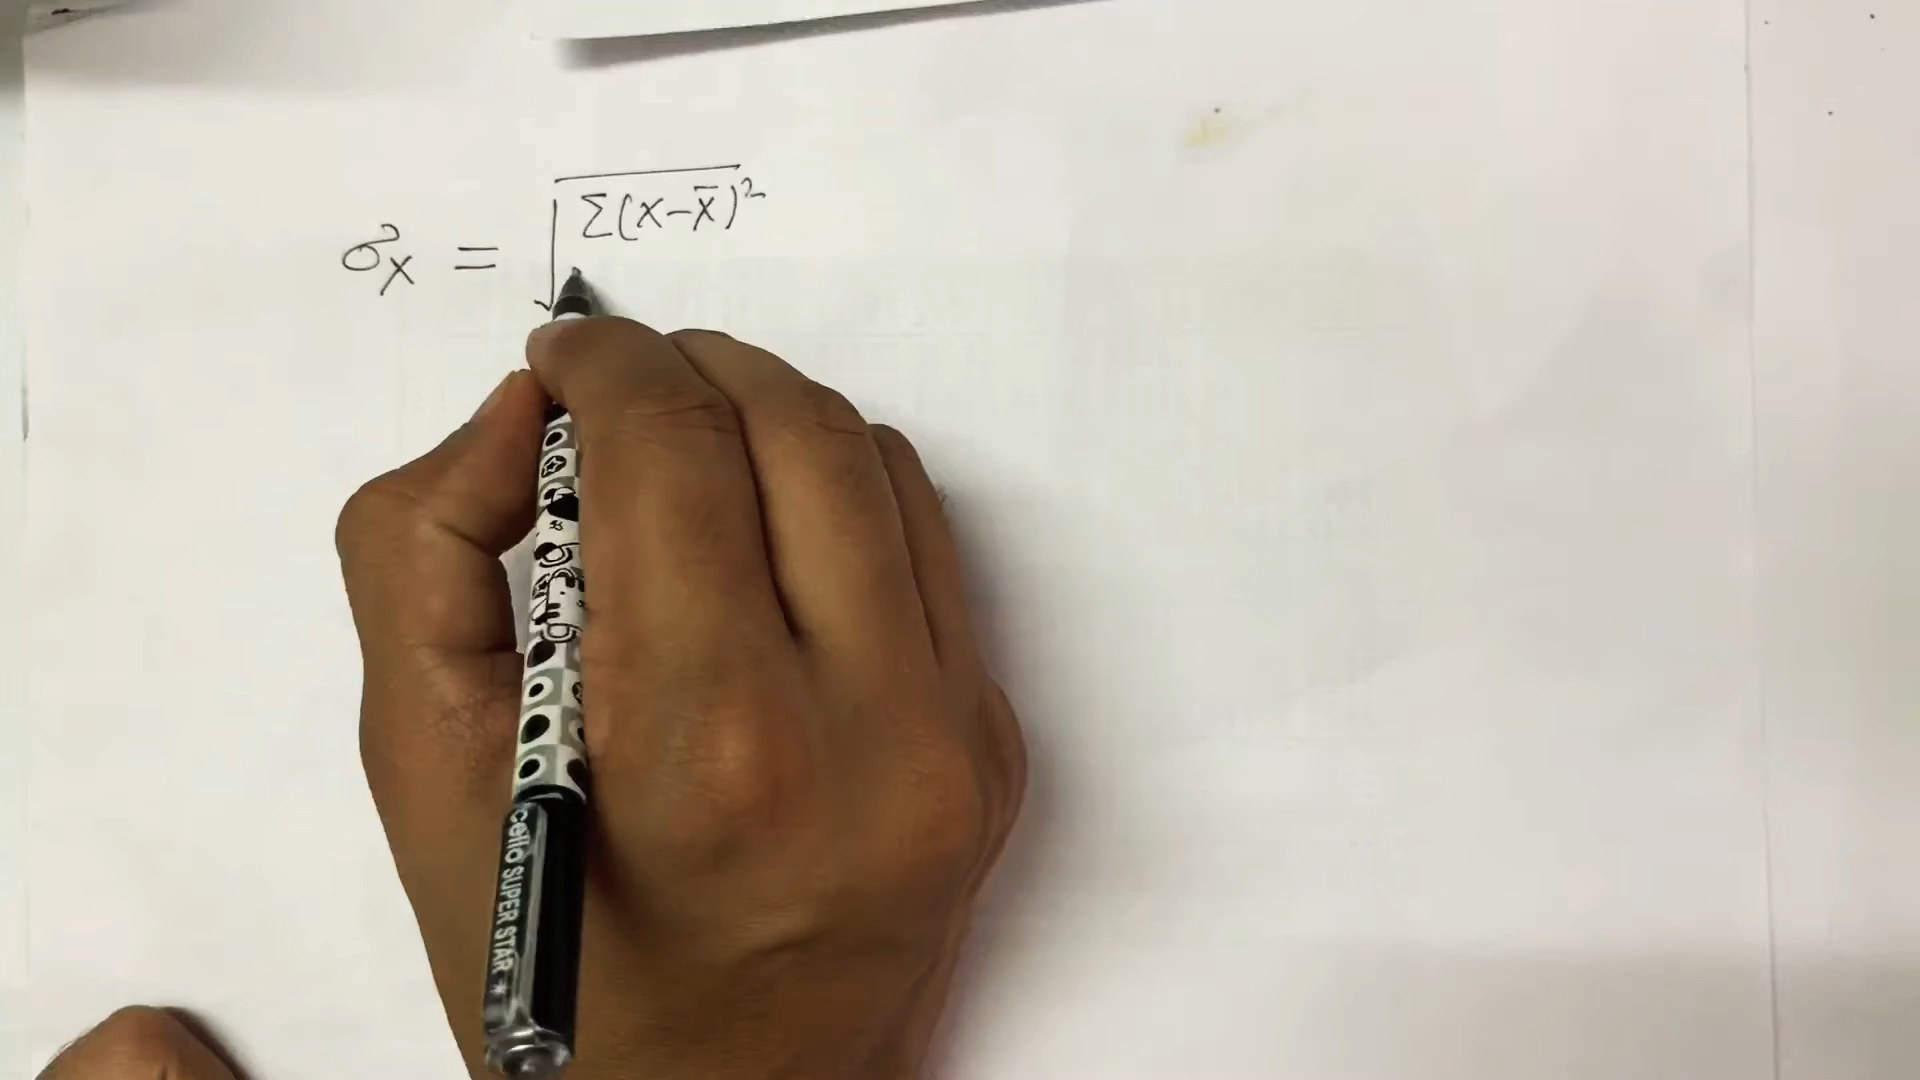 σx = √Σ(x-x̄)²
cello SUPER STAR